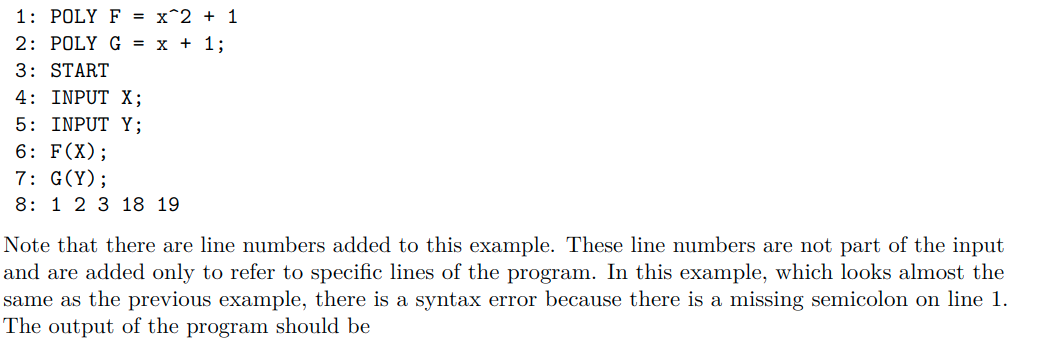 1: POLY F = x^2 + 1
2: POLY G = x + 1;
3: START
4: INPUT X;
5: INPUT Y;
6: F(X);
7: G(Y);
8: 1 2 3 18 19
Note that there are line numbers added to this example. These line numbers are not part of the input
and are added only to refer to specific lines of the program. In this example, which looks almost the
same as the previous example, there is a syntax error because there is a missing semicolon on line 1.
The output of the program should be